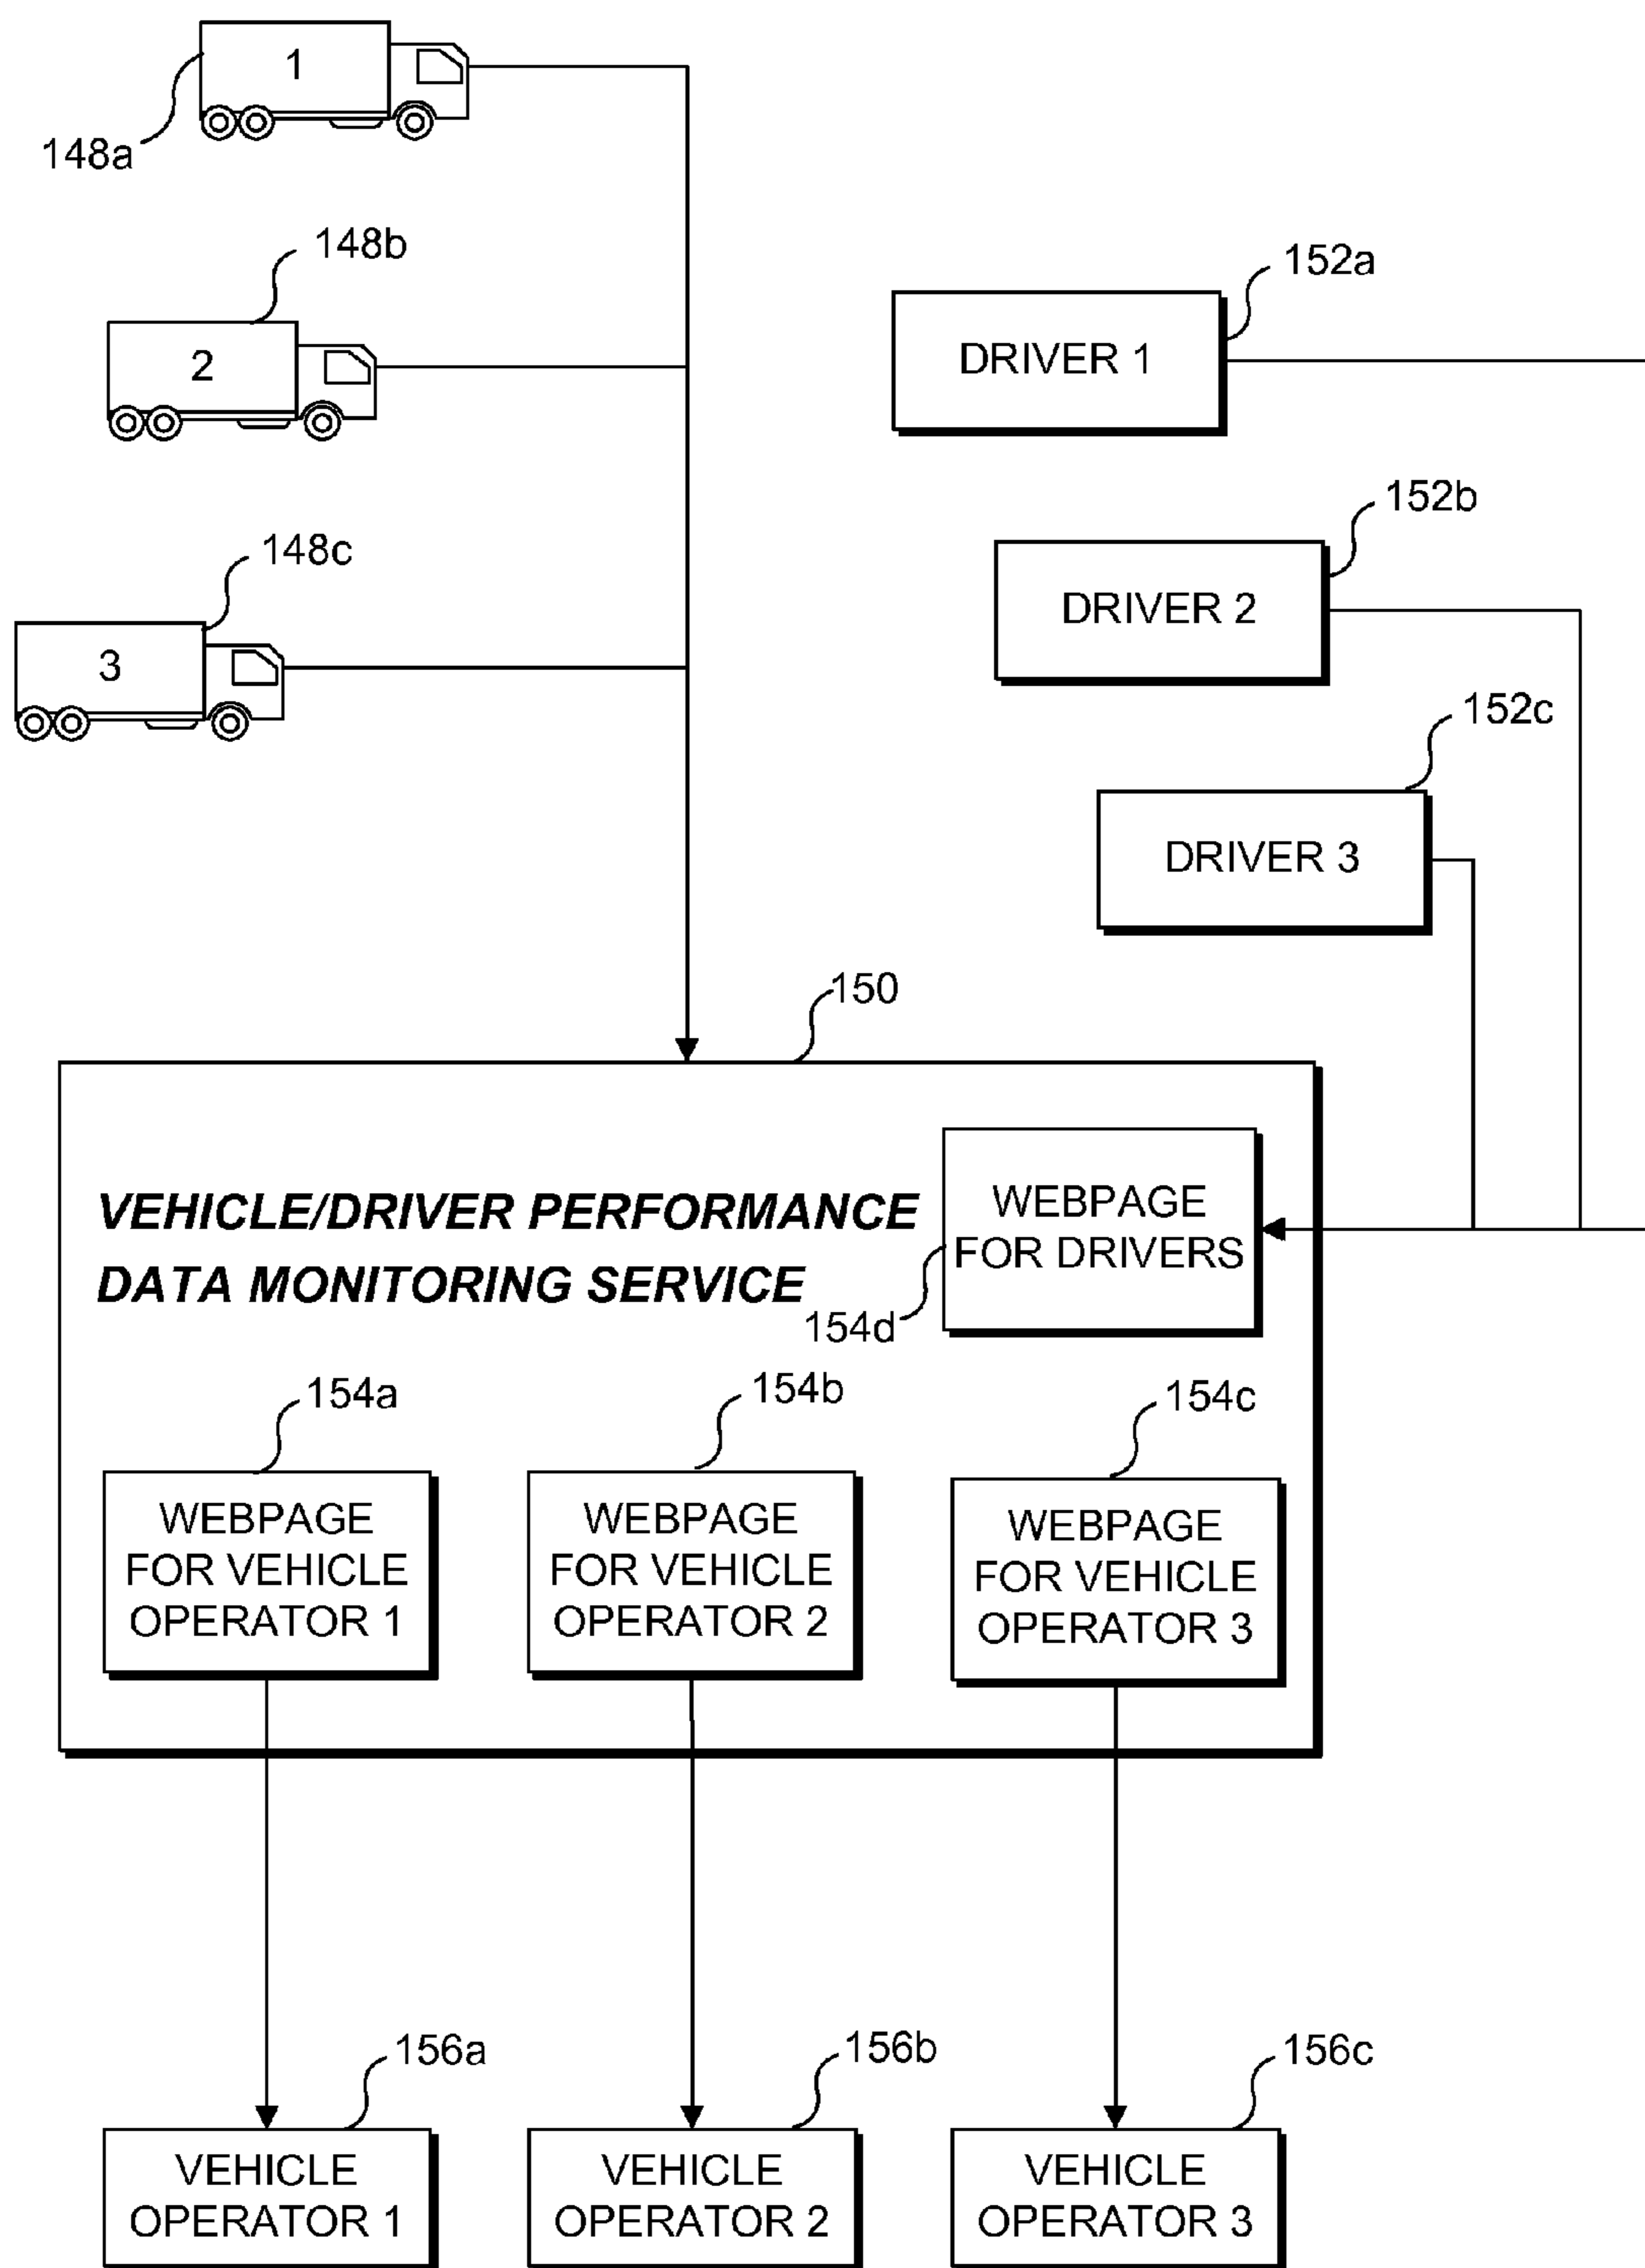 1
148a
148b
2
152a
DRIVER 1
152b
148c
DRIVER 2
3
152c
DRIVER 3
150
VEHICLE/DRIVER PERFORMANCE
DATA MONITORING SERVICE
WEBPAGE
FOR DRIVERS
154d
154a
154b
154c
WEBPAGE
FOR VEHICLE
OPERATOR 1
WEBPAGE
FOR VEHICLE
OPERATOR 2
WEBPAGE
FOR VEHICLE
OPERATOR 3
156a
156b
156c
VEHICLE
OPERATOR 1
VEHICLE
OPERATOR 2
VEHICLE
OPERATOR 3